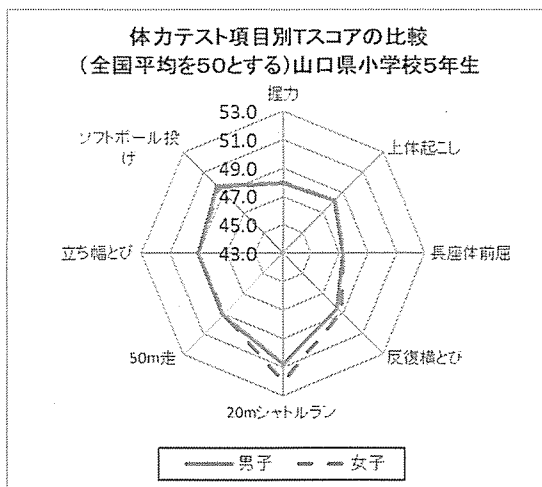 体力テスト項目別Tスコアの比較
(全国平均を50とする)山口県小学校5年生
握力
53.0
51.0
49.0
47.0
45.0
43.0
上体起こし
長座体前屈
反復横とび
20mシャトルラン
50m走
立ち幅とび
ソフトボール投
げ
男子
女子